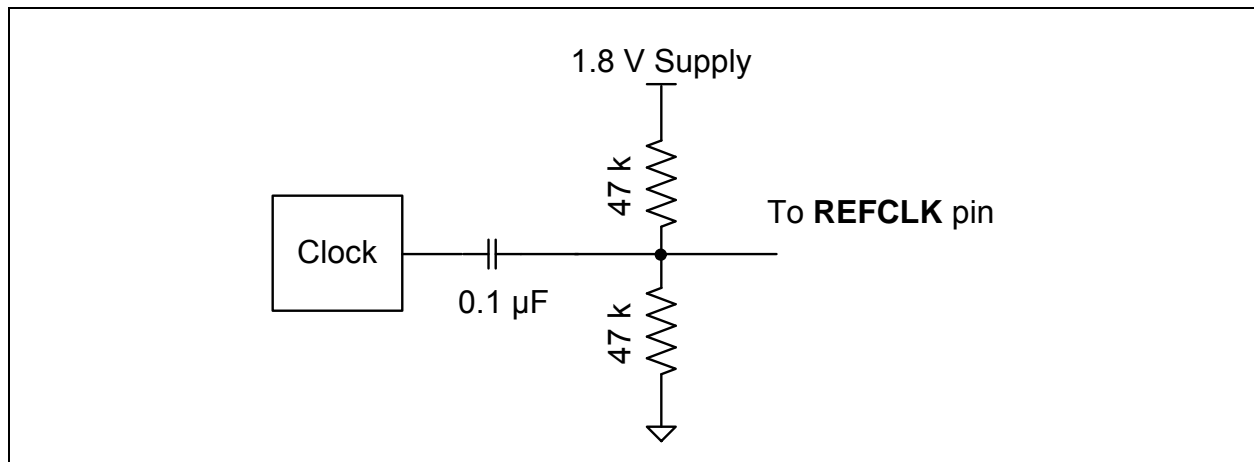 1.8 V Supply
47 k
To REFCLK pin
Clock
0.1 µF
47 k